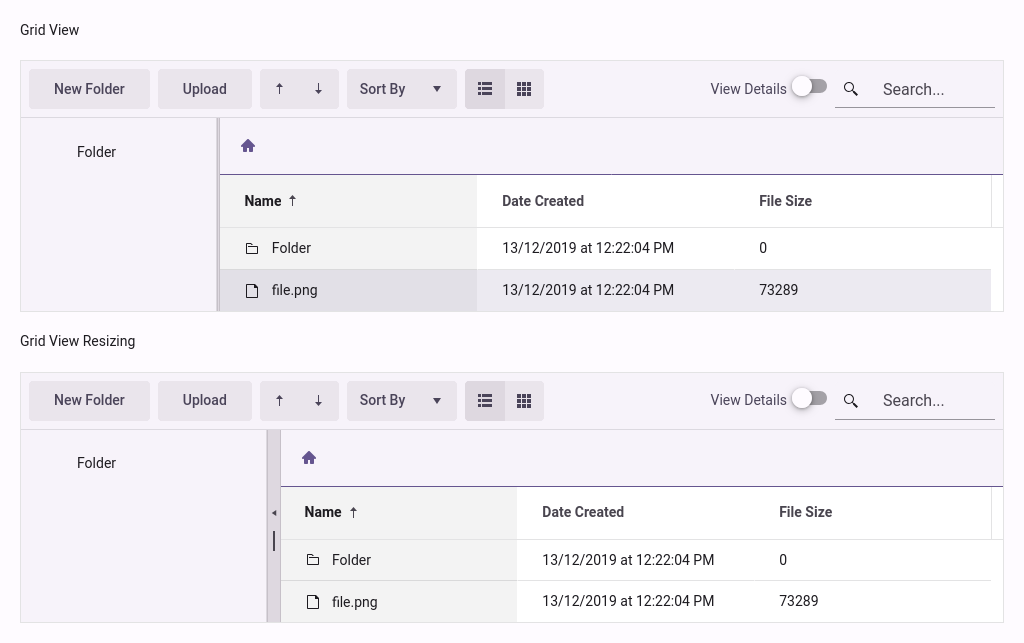 Grid View
New Folder Upload Sort By View Details Search...
Folder
Name Date Created File Size
Folder 13/12/2019 at 12:22:04 PM 0
file.png 13/12/2019 at 12:22:04 PM 73289
Grid View Resizing
New Folder Upload Sort By View Details Search...
Folder
Name Date Created File Size
Folder 13/12/2019 at 12:22:04 PM 0
file.png 13/12/2019 at 12:22:04 PM 73289